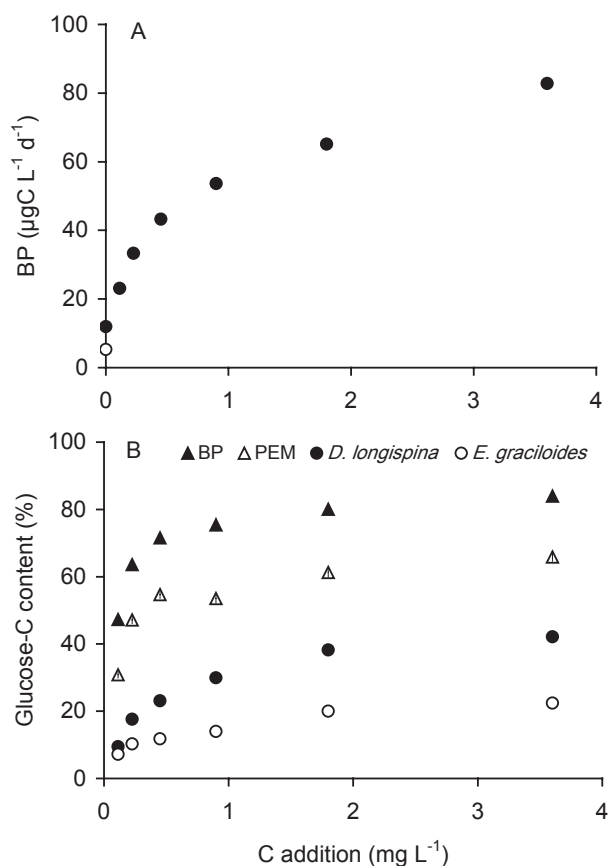 A
100
80
60
40
20
0
BP (µgC L⁻¹ d⁻¹)
0 1 2 3 4
B ▲BP △PEM ●D. longispina ○E. graciloides
100
80
60
40
20
0
Glucose-C content (%)
0 1 2 3 4
C addition (mg L⁻¹)